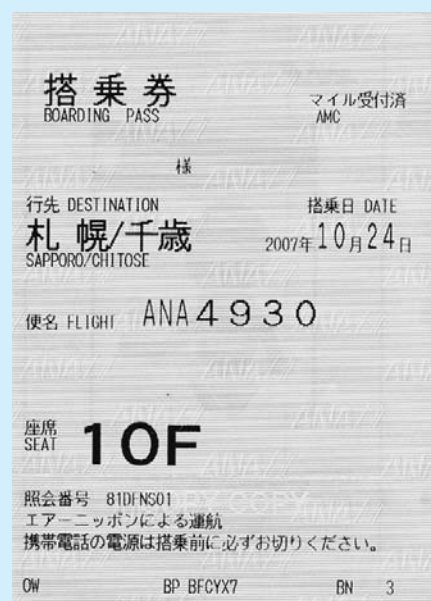 搭乗券
BOARDING PASS
マイル受付済
AMC
様
行先 DESTINATION
搭乗日 DATE
札幌/千歳
2007年10月24日
SAPPORO/CHITOSE
便名 FLIGHT ANA4930
座席
SEAT 10F
照会番号 81DFNS01
エアーニッポンによる運航
携帯電話の電源は搭乗前に必ずお切りください。
OW BP BFCYX7 BN 3